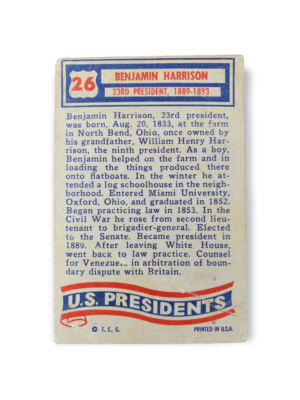 26
BENJAMIN HARRISON
23RD PRESIDENT, 1889-1893
Benjamin Harrison, 23rd president,
was born, Aug. 20, 1833, at the farm
in North Bend, Ohio, once owned by
his grandfather, William Henry Har-
rison, the ninth president. As a boy,
Benjamin helped on the farm and in
loading the things produced there
onto flatboats. In the winter he at-
tended a log schoolhouse in the neigh-
borhood. Entered Miami University,
Oxford, Ohio, and graduated in 1852.
Began practicing law in 1853. In the
Civil War he rose from second lieu-
tenant to brigadier-general. Elected
to the Senate. Became president in
1889. After leaving White House,
went back to law practice. Counsel
for Venezue.. in arbitration of boun-
dary dispute with Britain.
U.S. PRESIDENTS
© T. C. G.
PRINTED IN U.S.A.